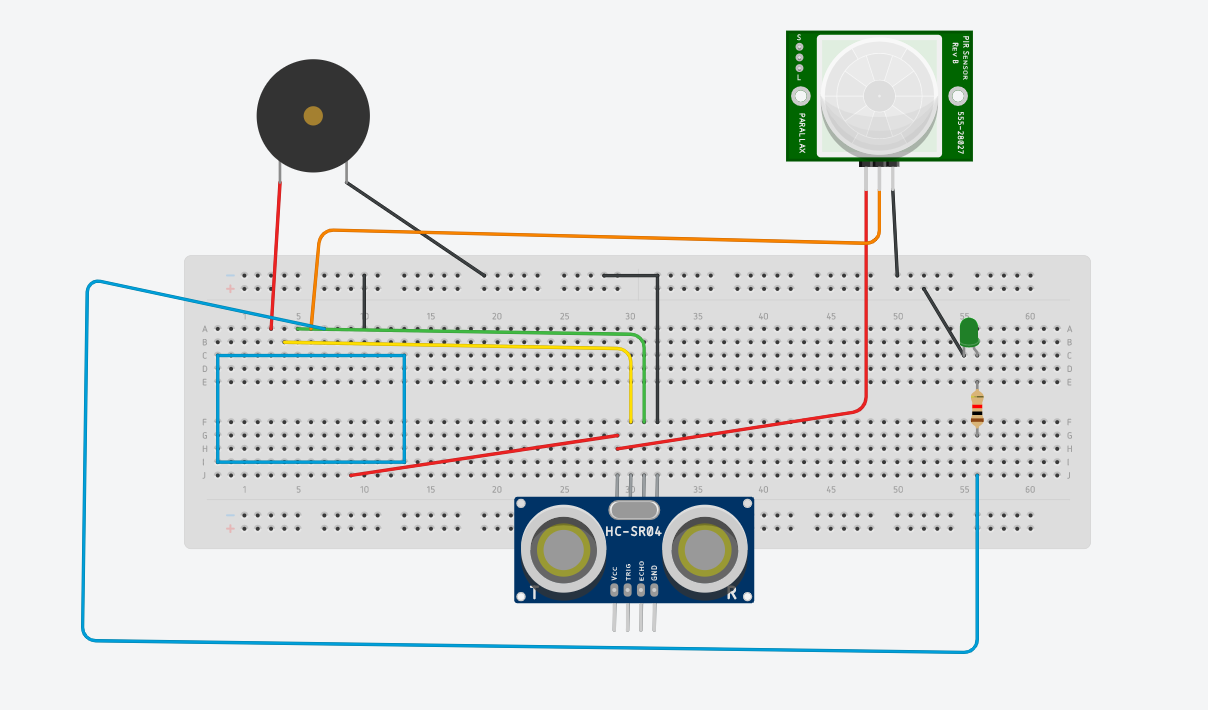 S
L
PARALLAX
PIR SENSOR
REV B
555-28027
−
+
1 5 10 15 20 25 30 35 40 45 50 55 60
A A
B B
C C
D D
E E
F F
G G
H H
I I
J J
1 5 10 15 20 25 30 35 40 45 50 55 60
−
+
HC-SR04
VCC
TRIG
ECHO
GND
T
R